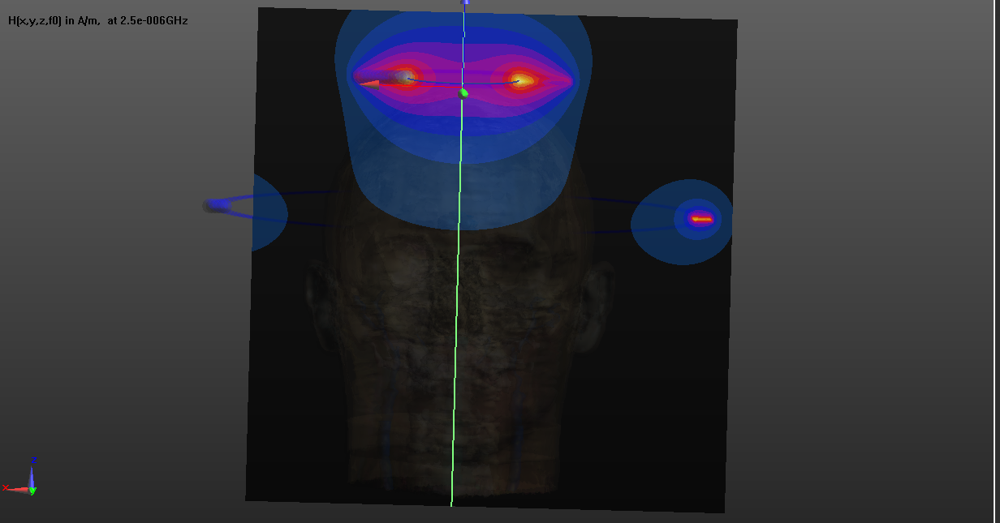 H(x,y,z,f0) in A/m, at 2.5e-006GHz
z
x
y